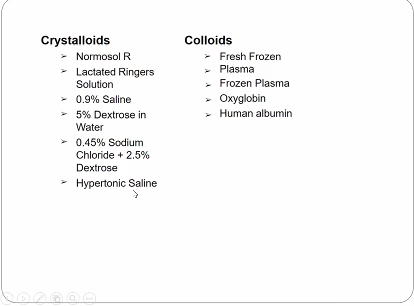 Crystalloids
➢ Normosol R
➢ Lactated Ringers
Solution
➢ 0.9% Saline
➢ 5% Dextrose in
Water
➢ 0.45% Sodium
Chloride + 2.5%
Dextrose
➢ Hypertonic Saline
Colloids
➢ Fresh Frozen
➢ Plasma
➢ Frozen Plasma
➢ Oxyglobin
➢ Human albumin